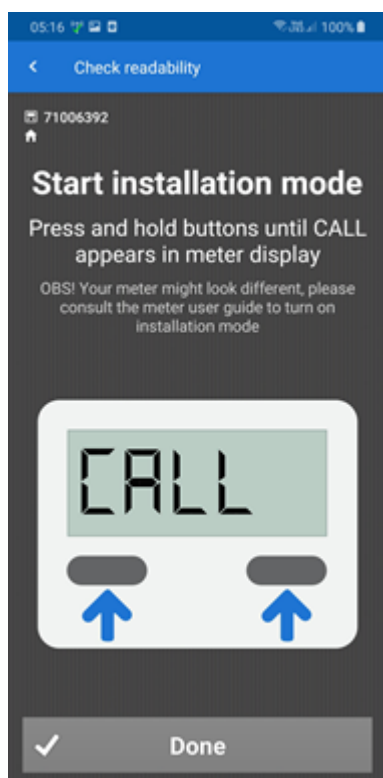 05:16 100%
Check readability
71006392
Start installation mode
Press and hold buttons until CALL
appears in meter display
OBS! Your meter might look different, please
consult the meter user guide to turn on
installation mode
CALL
Done